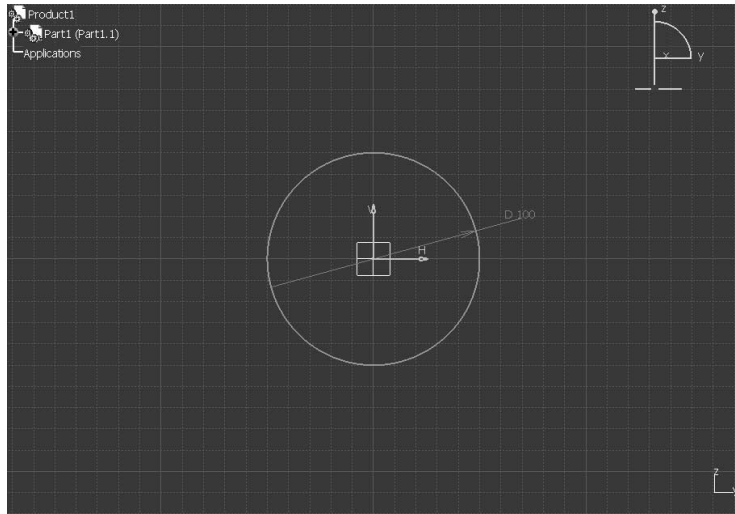 Product1
Part1 (Part1.1)
Applications
z
x y
V
D 100
H
z
y